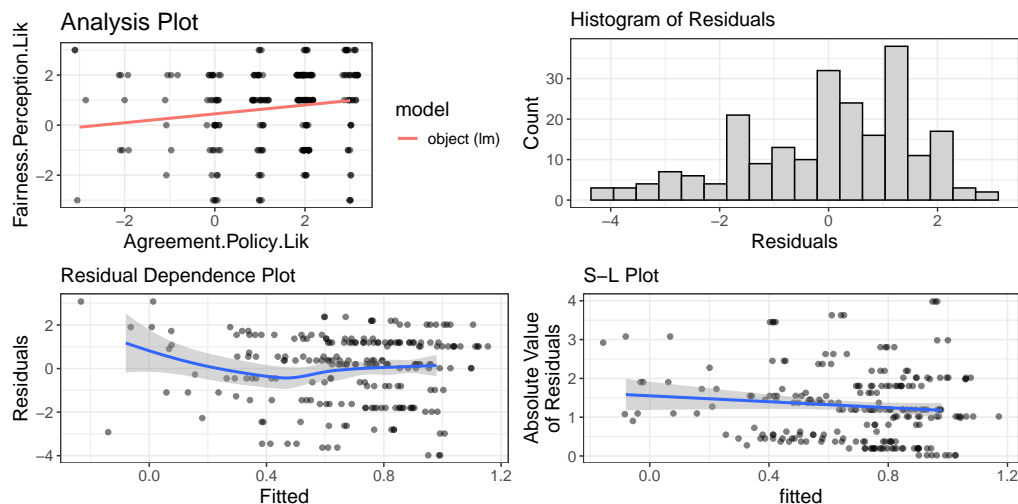 Analysis Plot
Fairness.Perception.Lik
2
0
−2
−2
0
2
Agreement.Policy.Lik
model
object (lm)
Histogram of Residuals
Count
30
20
10
0
−4
−2
0
2
Residuals
Residual Dependence Plot
Residuals
2
0
−2
−4
0.0
0.4
0.8
1.2
Fitted
S−L Plot
Absolute Value
of Residuals
4
3
2
1
0
0.0
0.4
0.8
1.2
fitted